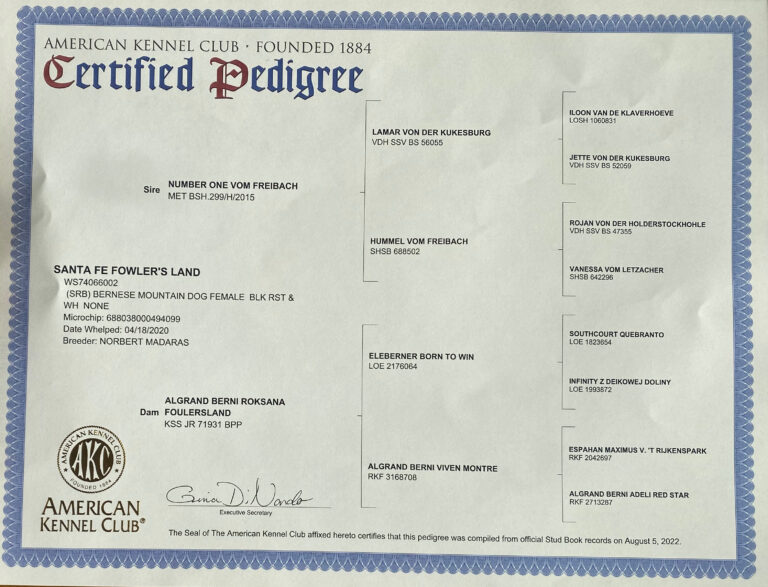 AMERICAN KENNEL CLUB · FOUNDED 1884
Certified Pedigree
Sire
NUMBER ONE VOM FREIBACH
MET BSH.299/H/2015
SANTA FE FOWLER'S LAND
WS74066002
(SRB) BERNESE MOUNTAIN DOG FEMALE BLK RST &
WH NONE
Microchip: 688038000494099
Date Whelped: 04/18/2020
Breeder: NORBERT MADARAS
Dam
ALGRAND BERNI ROKSANA
FOULERSLAND
KSS JR 71931 BPP
LAMAR VON DER KUKESBURG
VDH SSV BS 56055
HUMMEL VOM FREIBACH
SHSB 688502
ELEBERNER BORN TO WIN
LOE 2176064
ALGRAND BERNI VIVEN MONTRE
RKF 3168708
ILOON VAN DE KLAVERHOEVE
LOSH 1060831
JETTE VON DER KUKESBURG
VDH SSV BS 52059
ROJAN VON DER HOLDERSTOCKHOHLE
VDH SSV BS 47355
VANESSA VOM LETZACHER
SHSB 642296
SOUTHCOURT QUEBRANTO
LOE 1823654
INFINITY Z DEIKOWEJ DOLINY
LOE 1993872
ESPAHAN MAXIMUS V. 'T RIJKENSPARK
RKF 2042697
ALGRAND BERNI ADELI RED STAR
RKF 2713287
AMERICAN KENNEL CLUB
AKC
FOUNDED 1884
AMERICAN
KENNEL CLUB®
Gina DiNardo
Executive Secretary
The Seal of The American Kennel Club affixed hereto certifies that this pedigree was compiled from official Stud Book records on August 5, 2022.